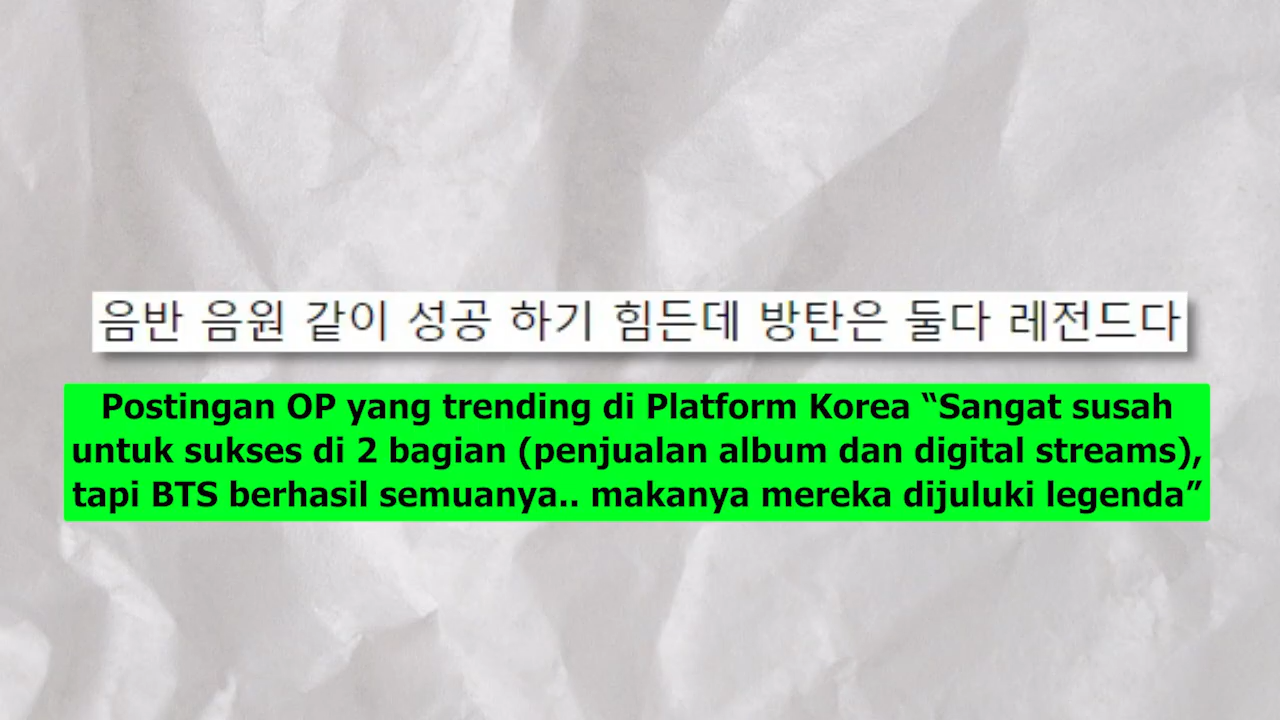 음반 음원 같이 성공 하기 힘든데 방탄은 둘다 레전드다
Postingan OP yang trending di Platform Korea “Sangat susah
untuk sukses di 2 bagian (penjualan album dan digital streams),
tapi BTS berhasil semuanya.. makanya mereka dijuluki legenda”